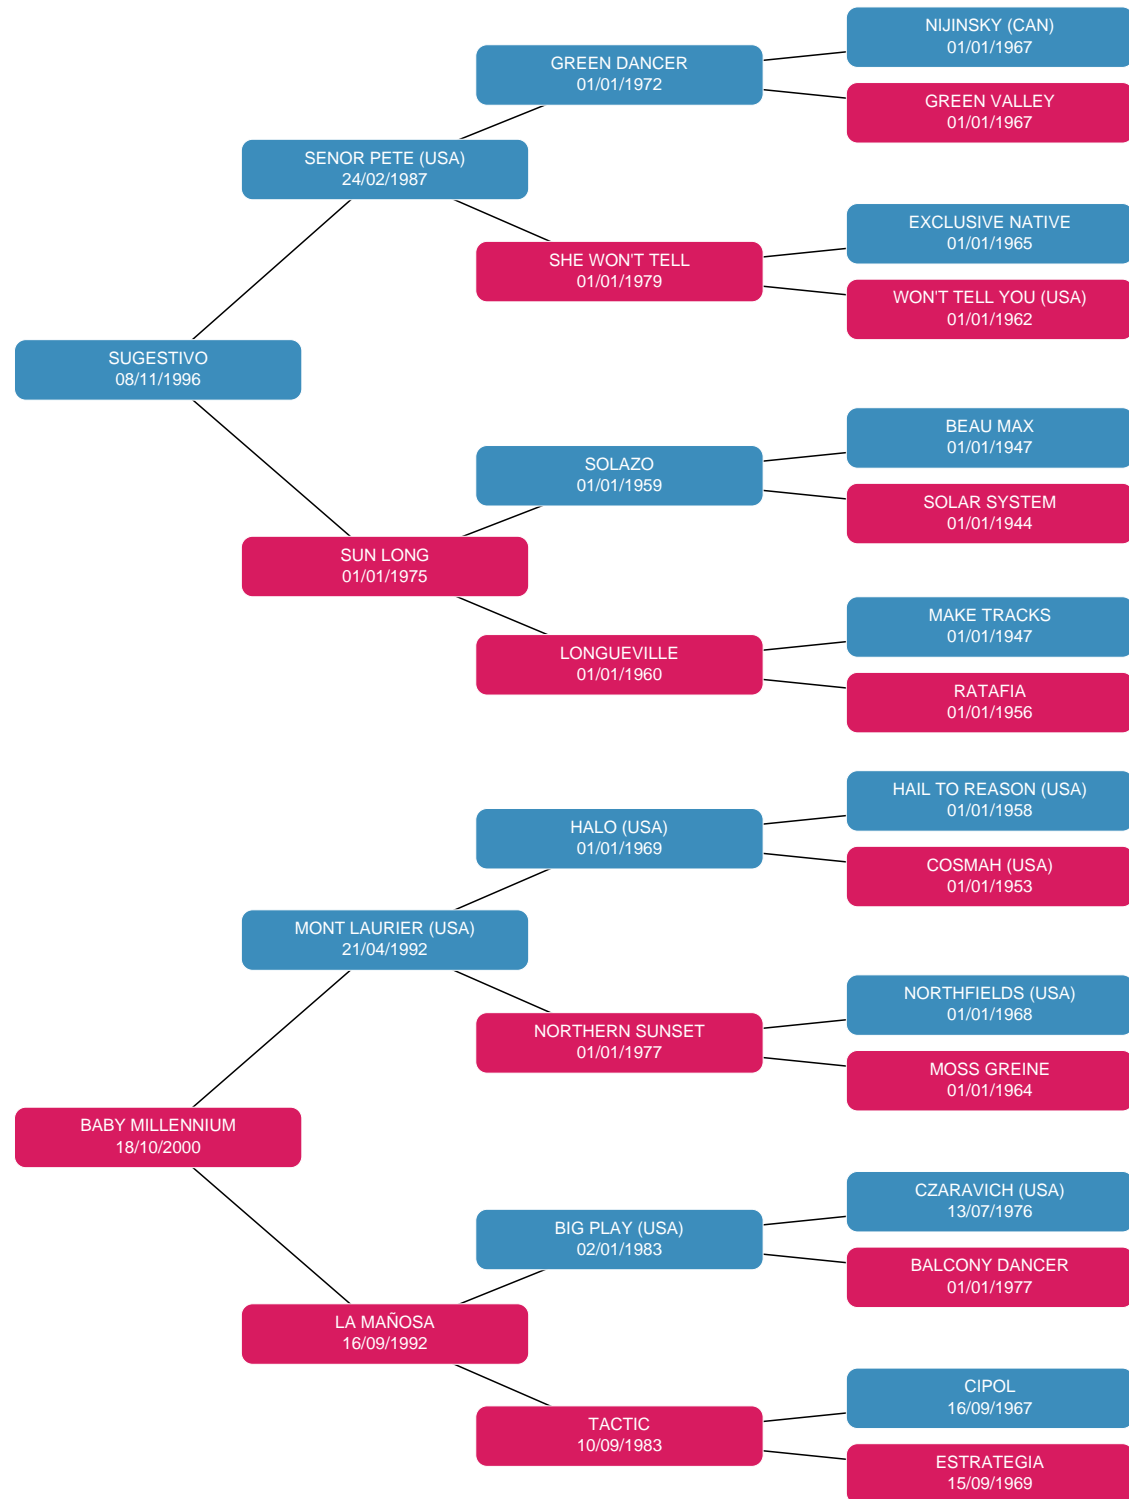 NIJINSKY (CAN)
01/01/1967
GREEN DANCER
01/01/1972
GREEN VALLEY
01/01/1967
SENOR PETE (USA)
24/02/1987
EXCLUSIVE NATIVE
01/01/1965
SHE WON'T TELL
01/01/1979
WON'T TELL YOU (USA)
01/01/1962
SUGESTIVO
08/11/1996
BEAU MAX
01/01/1947
SOLAZO
01/01/1959
SOLAR SYSTEM
01/01/1944
SUN LONG
01/01/1975
MAKE TRACKS
01/01/1947
LONGUEVILLE
01/01/1960
RATAFIA
01/01/1956
HAIL TO REASON (USA)
01/01/1958
HALO (USA)
01/01/1969
COSMAH (USA)
01/01/1953
MONT LAURIER (USA)
21/04/1992
NORTHFIELDS (USA)
01/01/1968
NORTHERN SUNSET
01/01/1977
MOSS GREINE
01/01/1964
BABY MILLENNIUM
18/10/2000
CZARAVICH (USA)
13/07/1976
BIG PLAY (USA)
02/01/1983
BALCONY DANCER
01/01/1977
LA MAÑOSA
16/09/1992
CIPOL
16/09/1967
TACTIC
10/09/1983
ESTRATEGIA
15/09/1969